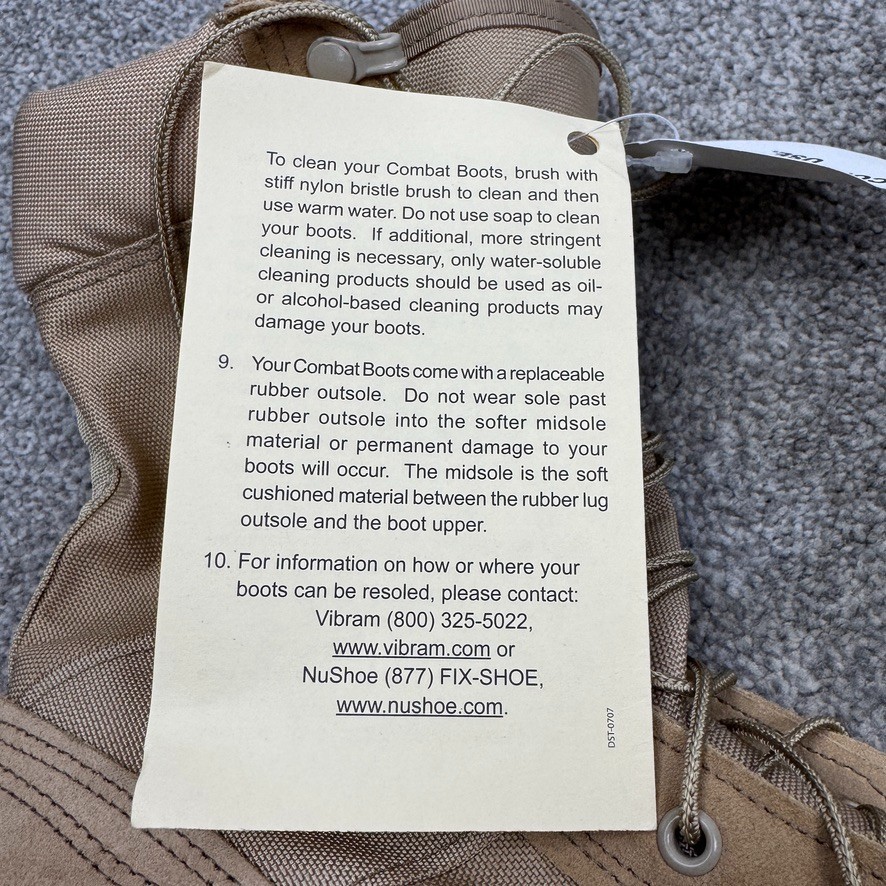 To clean your Combat Boots, brush with
stiff nylon bristle brush to clean and then
use warm water. Do not use soap to clean
your boots. If additional, more stringent
cleaning is necessary, only water-soluble
cleaning products should be used as oil-
or alcohol-based cleaning products may
damage your boots.
9. Your Combat Boots come with a replaceable
rubber outsole. Do not wear sole past
rubber outsole into the softer midsole
material or permanent damage to your
boots will occur. The midsole is the soft
cushioned material between the rubber lug
outsole and the boot upper.
10. For information on how or where your
boots can be resoled, please contact:
Vibram (800) 325-5022,
www.vibram.com or
NuShoe (877) FIX-SHOE,
www.nushoe.com.
DST-0707
use.